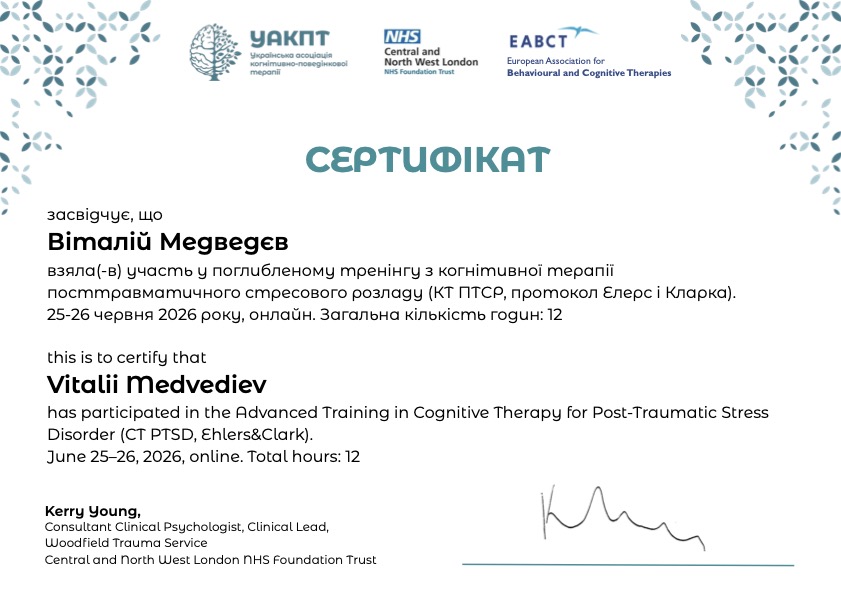 УАКПТ
Українська асоціація
когнітивно-поведінкової
терапії
NHS
Central and
North West London
NHS Foundation Trust
EABCT
European Association for
Behavioural and Cognitive Therapies
СЕРТИФІКАТ
засвідчує, що
Віталій Медведєв
взяла(-в) участь у поглибленому тренінгу з когнітивної терапії
посттравматичного стресового розладу (КТ ПТСР, протокол Елерс і Кларка).
25-26 червня 2026 року, онлайн. Загальна кількість годин: 12
this is to certify that
Vitalii Medvediev
has participated in the Advanced Training in Cognitive Therapy for Post-Traumatic Stress
Disorder (CT PTSD, Ehlers&Clark).
June 25–26, 2026, online. Total hours: 12
Kerry Young,
Consultant Clinical Psychologist, Clinical Lead,
Woodfield Trauma Service
Central and North West London NHS Foundation Trust